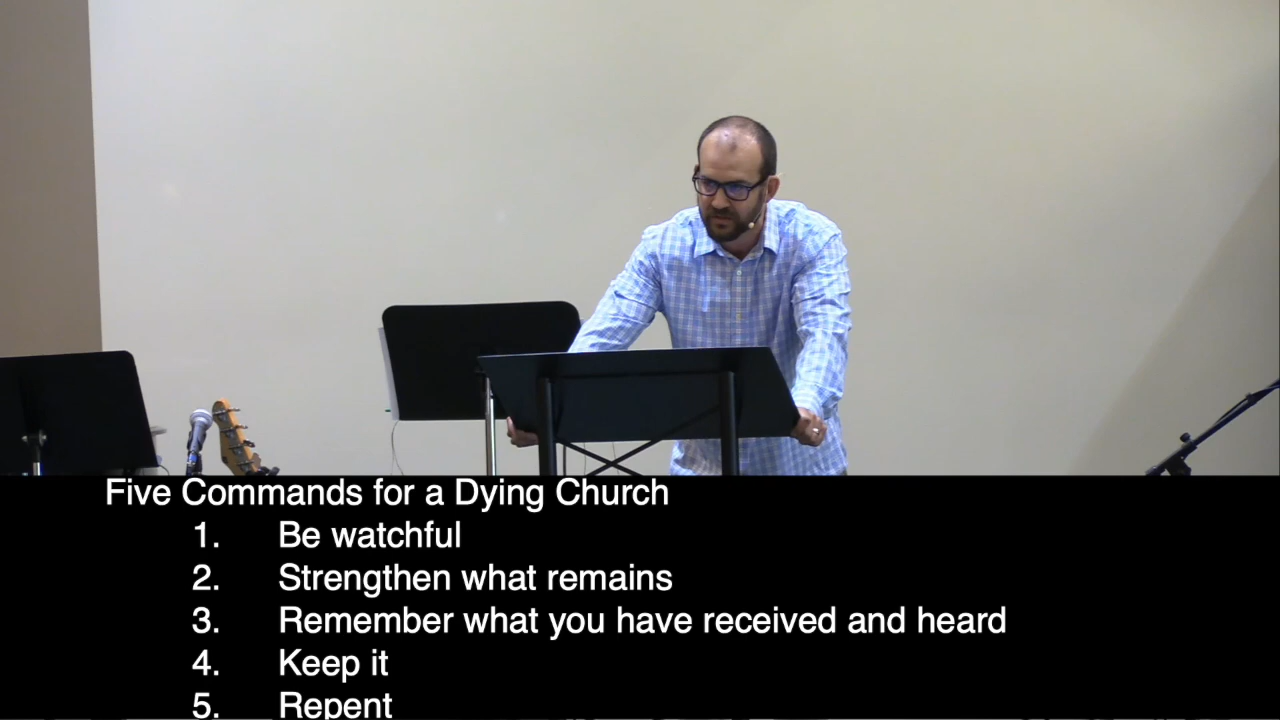 Five Commands for a Dying Church
1. Be watchful
2. Strengthen what remains
3. Remember what you have received and heard
4. Keep it
5. Repent